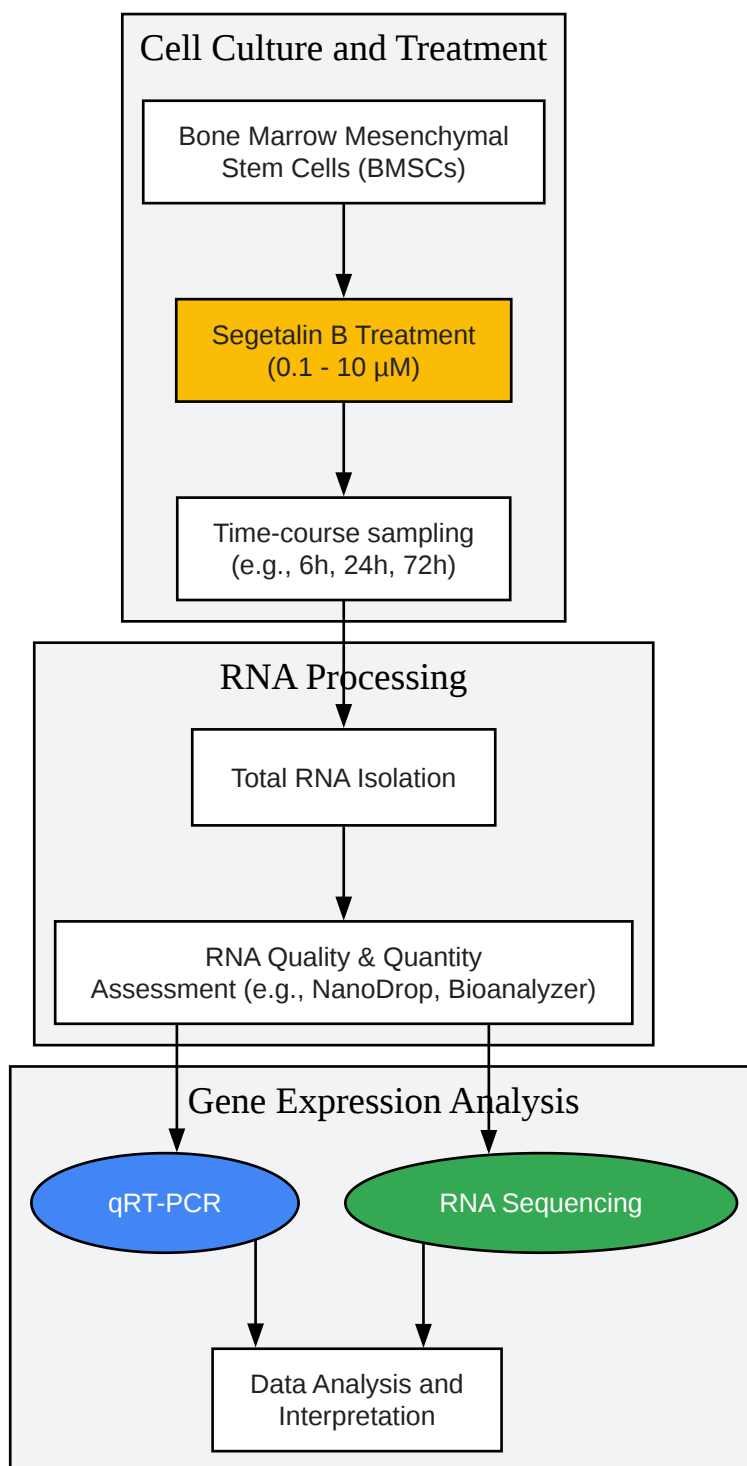 Cell Culture and Treatment
Bone Marrow Mesenchymal
Stem Cells (BMSCs)
Segetalin B Treatment
(0.1 - 10 µM)
Time-course sampling
(e.g., 6h, 24h, 72h)
RNA Processing
Total RNA Isolation
RNA Quality & Quantity
Assessment (e.g., NanoDrop, Bioanalyzer)
Gene Expression Analysis
qRT-PCR
RNA Sequencing
Data Analysis and
Interpretation